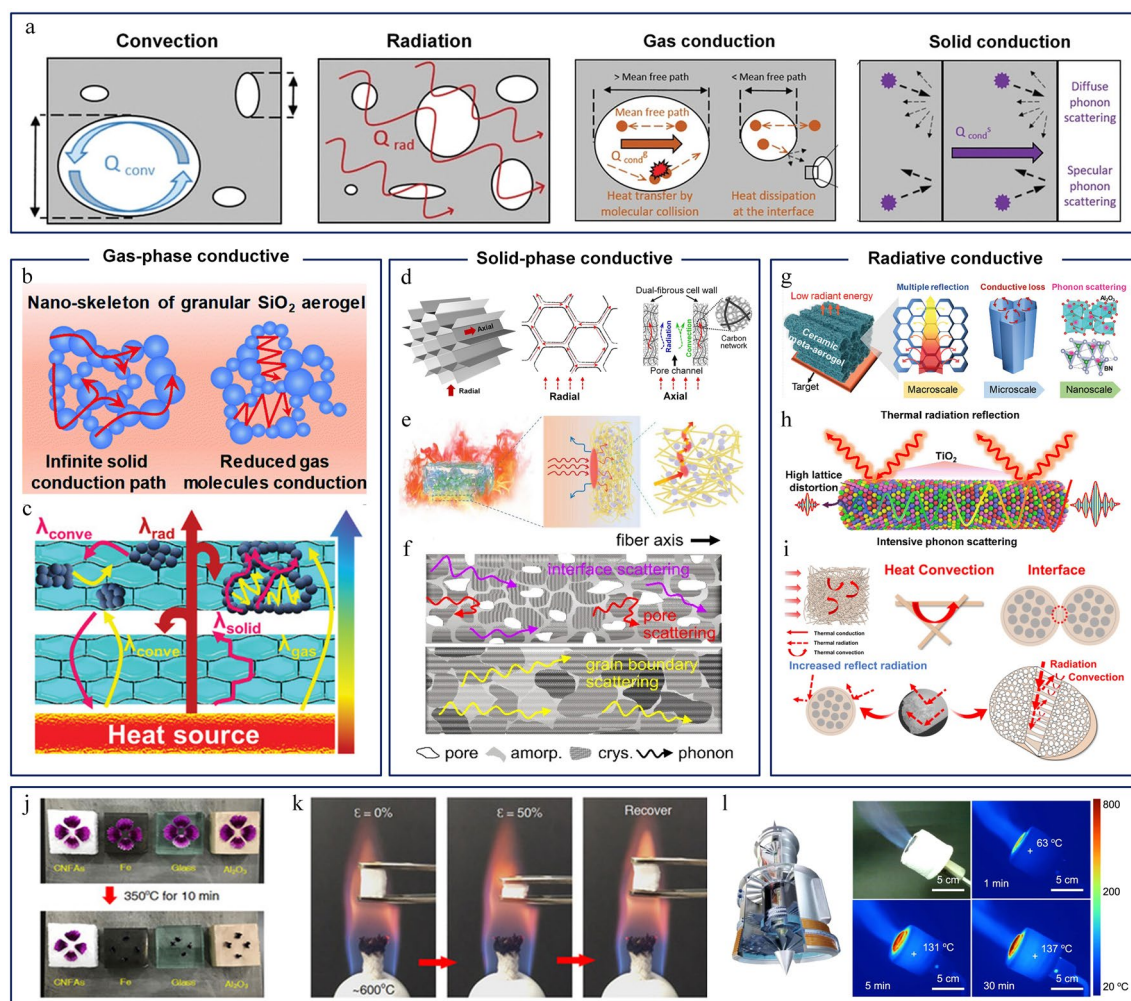 a
Convection
Radiation
Gas conduction
Solid conduction
Q conv
Q rad
> Mean free path
< Mean free path
Mean free path
Q cond g
Heat transfer by
molecular collision
Heat dissipation
at the interface
Q cond s
Diffuse
phonon
scattering
Specular
phonon
scattering
Gas-phase conductive
b
Nano-skeleton of granular SiO2 aerogel
Infinite solid
conduction path
Reduced gas
molecules conduction
c
λconve
λrad
λsolid
λconve
λgas
Heat source
Solid-phase conductive
d
Axial
Radial
Radial
Dual-fibrous cell wall
Radiation
Convection
Carbon
network
Pore channel
Axial
e
f
fiber axis
interface scattering
pore
scattering
grain boundary
scattering
pore
amorp.
crys.
phonon
Radiative conductive
g
Low radiant energy
Ceramic
meta-aerogel
Target
Multiple reflection
Conductive loss
Phonon scattering
Al2O3
BN
Macroscale
Microscale
Nanoscale
h
Thermal radiation reflection
TiO2
High lattice
distortion
Intensive phonon scattering
i
Heat Convection
Interface
Thermal conduction
Thermal radiation
Thermal convection
Increased reflect radiation
Radiation
Convection
j
CNFAs
Fe
Glass
Al2O3
350°C for 10 min
CNFAs
Fe
Glass
Al2O3
k
ε = 0%
ε = 50%
Recover
~600°C
l
5 cm
63 °C
1 min
5 cm
131 °C
5 min
5 cm
137 °C
30 min
5 cm
800
200
20 °C